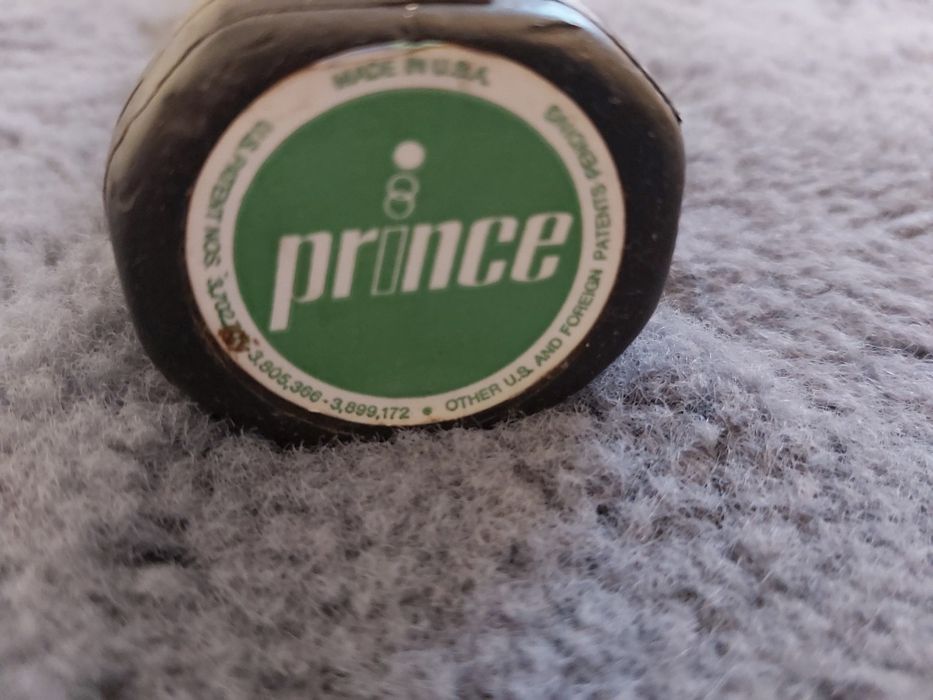 MADE IN U.S.A.
prince
U.S. PATENT NOS.
3,805,366 - 3,899,172 • OTHER U.S. AND FOREIGN PATENTS PENDING